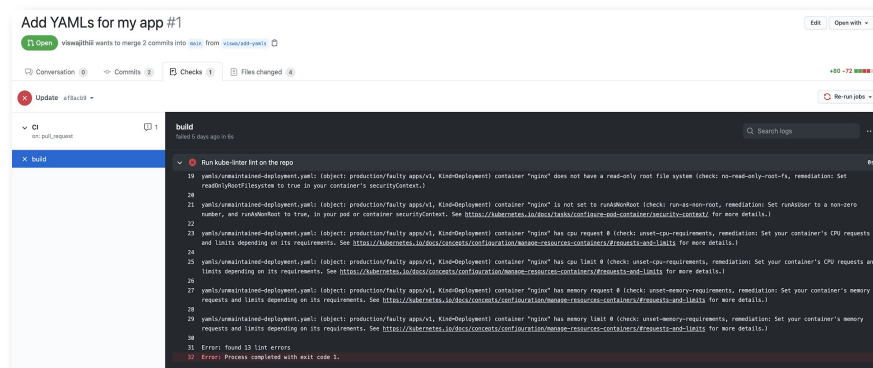 Add YAMLs for my app #1
Edit
Open with
Open
viswajithiii wants to merge 2 commits into main from viswa/add-yamls
Conversation 0
Commits 2
Checks 1
Files changed 4
+80 −72
Update
Re-run jobs
CI
1
on: pull_request
build
build
failed 5 days ago in 6s
Search logs
Run kube-linter lint on the repo
19 yamls/unmaintained-deployment.yaml: (object: production/faulty apps/v1, Kind=Deployment) container "nginx" does not have a read-only root file system (check: no-read-only-root-fs, remediation: Set
readOnlyRootFilesystem to true in your container's securityContext.)
20
21 yamls/unmaintained-deployment.yaml: (object: production/faulty apps/v1, Kind=Deployment) container "nginx" is not set to runAsNonRoot (check: run-as-non-root, remediation: Set runAsUser to a non-zero
number, and runAsNonRoot to true, in your pod or container securityContext. See https://kubernetes.io/docs/tasks/configure-pod-container/security-context/ for more details.)
22
23 yamls/unmaintained-deployment.yaml: (object: production/faulty apps/v1, Kind=Deployment) container "nginx" has cpu request 0 (check: unset-cpu-requirements, remediation: Set your container's CPU requests
and limits depending on its requirements. See https://kubernetes.io/docs/concepts/configuration/manage-resources-containers/#requests-and-limits for more details.)
24
25 yamls/unmaintained-deployment.yaml: (object: production/faulty apps/v1, Kind=Deployment) container "nginx" has cpu limit 0 (check: unset-cpu-requirements, remediation: Set your container's CPU requests an
limits depending on its requirements. See https://kubernetes.io/docs/concepts/configuration/manage-resources-containers/#requests-and-limits for more details.)
26
27 yamls/unmaintained-deployment.yaml: (object: production/faulty apps/v1, Kind=Deployment) container "nginx" has memory request 0 (check: unset-memory-requirements, remediation: Set your container's memory
requests and limits depending on its requirements. See https://kubernetes.io/docs/concepts/configuration/manage-resources-containers/#requests-and-limits for more details.)
28
29 yamls/unmaintained-deployment.yaml: (object: production/faulty apps/v1, Kind=Deployment) container "nginx" has memory limit 0 (check: unset-memory-requirements, remediation: Set your container's memory
requests and limits depending on its requirements. See https://kubernetes.io/docs/concepts/configuration/manage-resources-containers/#requests-and-limits for more details.)
30
31 Error: found 13 lint errors
32 Error: Process completed with exit code 1.